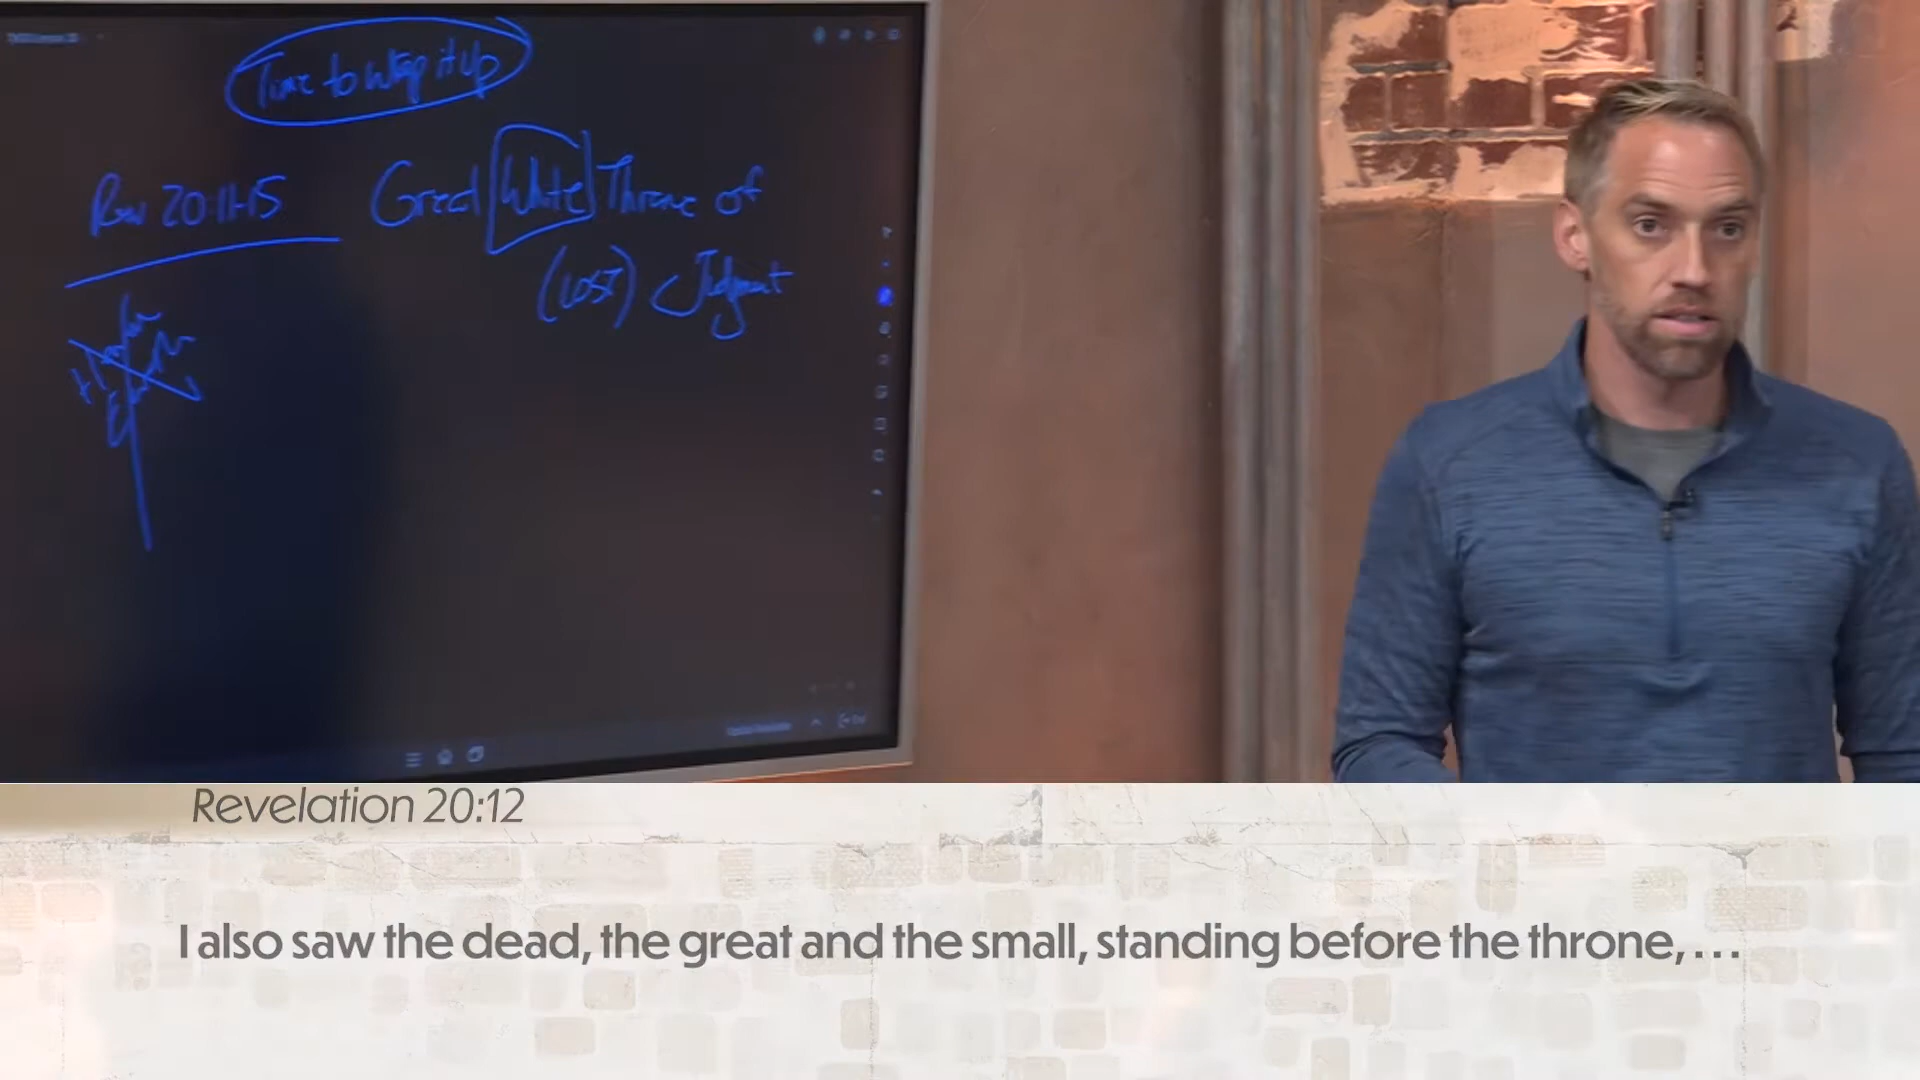 Time to wrap it up
Rev 20:11-15
Great White Throne of
(Lost) Judgment
Revelation 20:12
I also saw the dead, the great and the small, standing before the throne, . . .